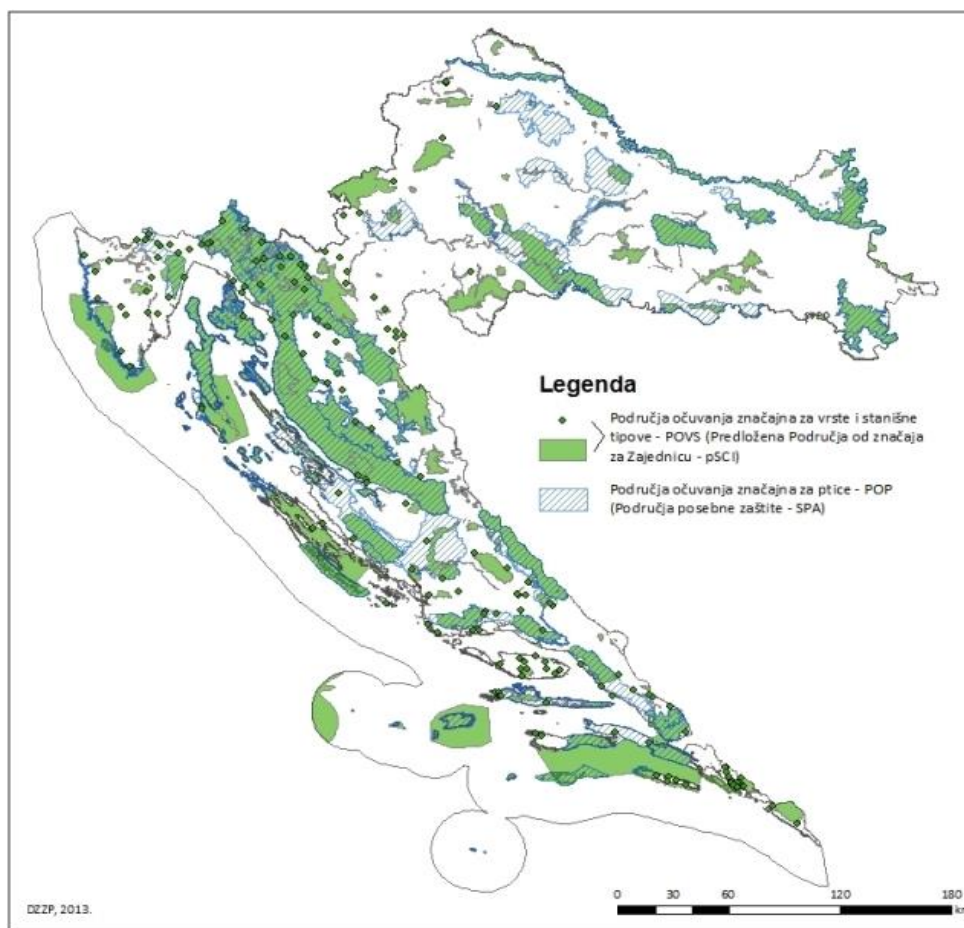 Legenda
Područja očuvanja značajna za vrste i stanišne
tipove - POVS (Predložena Područja od značaja
za Zajednicu - pSCI)
Područja očuvanja značajna za ptice - POP
(Područja posebne zaštite - SPA)
DZZP, 2013.
0 30 60 120 180
km